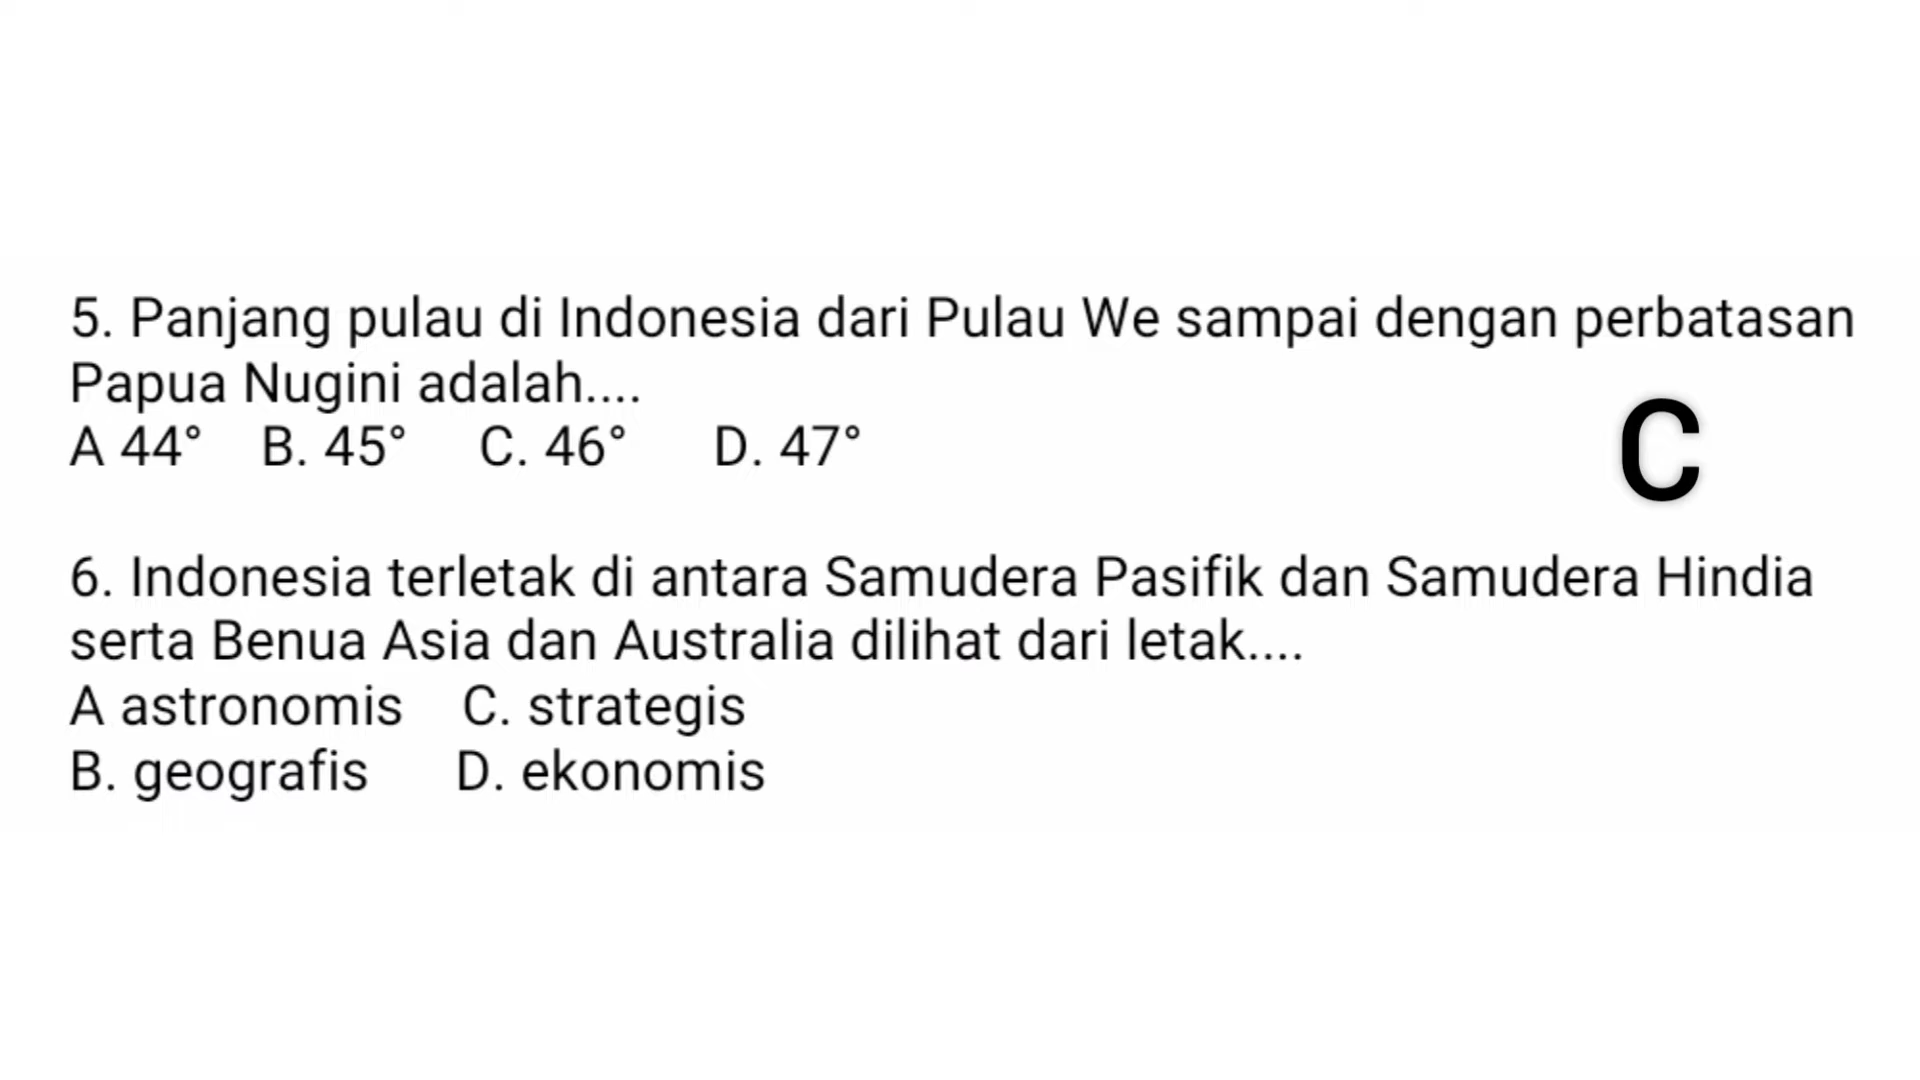 5. Panjang pulau di Indonesia dari Pulau We sampai dengan perbatasan
Papua Nugini adalah....
A 44° B. 45° C. 46° D. 47°
C
6. Indonesia terletak di antara Samudera Pasifik dan Samudera Hindia
serta Benua Asia dan Australia dilihat dari letak....
A astronomis C. strategis
B. geografis D. ekonomis